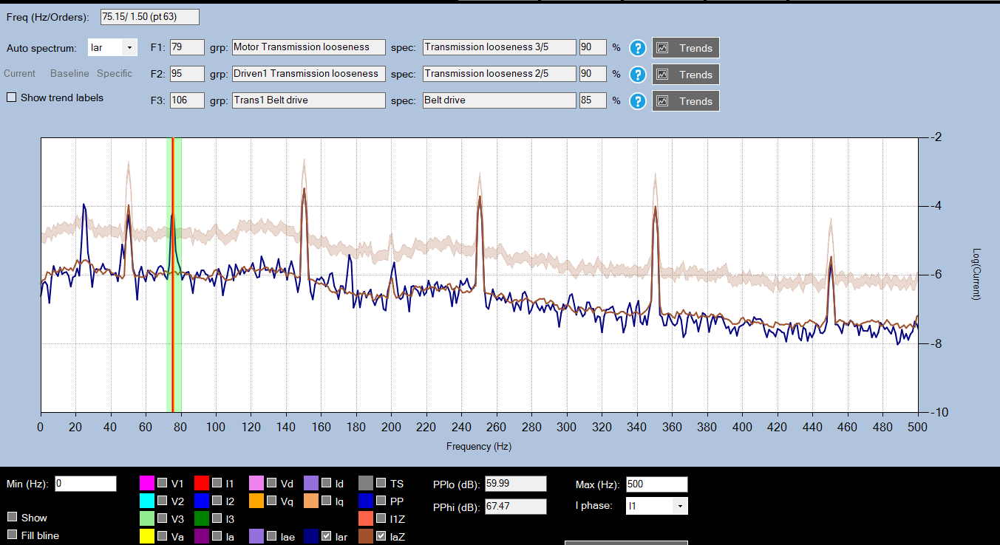 Freq (Hz/Orders): 75.15/ 1.50 (pt 63)
Auto spectrum: Iar F1: 79 grp: Motor Transmission looseness spec: Transmission looseness 3/5 90 % ? Trends
Current Baseline Specific F2: 95 grp: Driven1 Transmission looseness spec: Transmission looseness 2/5 90 % ? Trends
Show trend labels F3: 106 grp: Trans1 Belt drive spec: Belt drive 85 % ? Trends
-2
-4
-6
-8
-10
Log(Current)
0 20 40 60 80 100 120 140 160 180 200 220 240 260 280 300 320 340 360 380 400 420 440 460 480 500
Frequency (Hz)
Min (Hz): 0 V1 I1 Vd Id TS PPlo (dB): 59.99 Max (Hz): 500
V2 I2 Vq Iq PP PPhi (dB): 67.47 I phase: I1
Show V3 I3 I1Z
Fill bline Va Ia Iae Iar IaZ